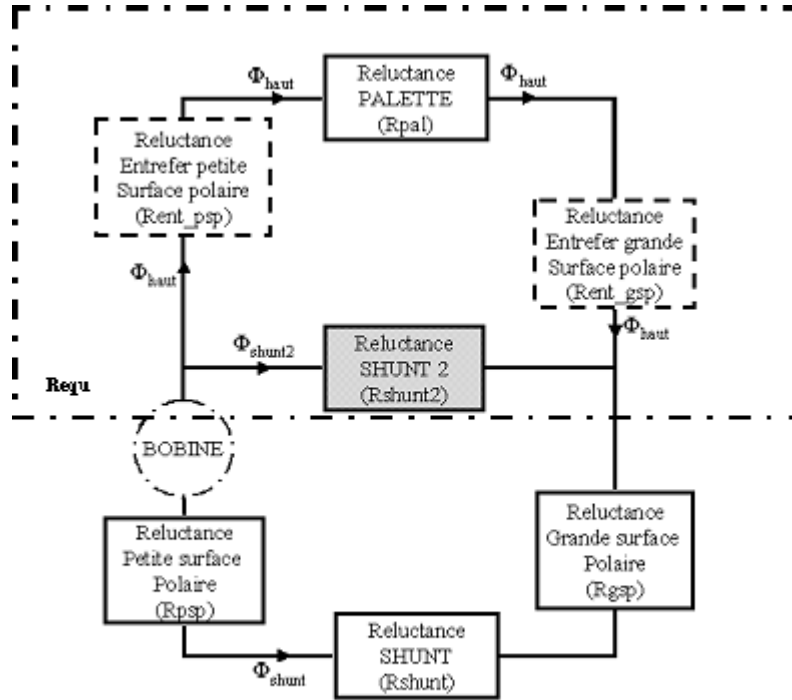 Φhaut
Reluctance
PALETTE
(Rpal)
Φhaut
Reluctance
Entrefer petite
Surface polaire
(Rent_psp)
Reluctance
Entrefer grande
Surface polaire
(Rent_gsp)
Φhaut
Φhaut
Φshunt2
Reluctance
SHUNT 2
(Rshunt2)
Requ
BOBINE
Reluctance
Petite surface
Polaire
(Rpsp)
Reluctance
Grande surface
Polaire
(Rgsp)
Φshunt
Reluctance
SHUNT
(Rshunt)